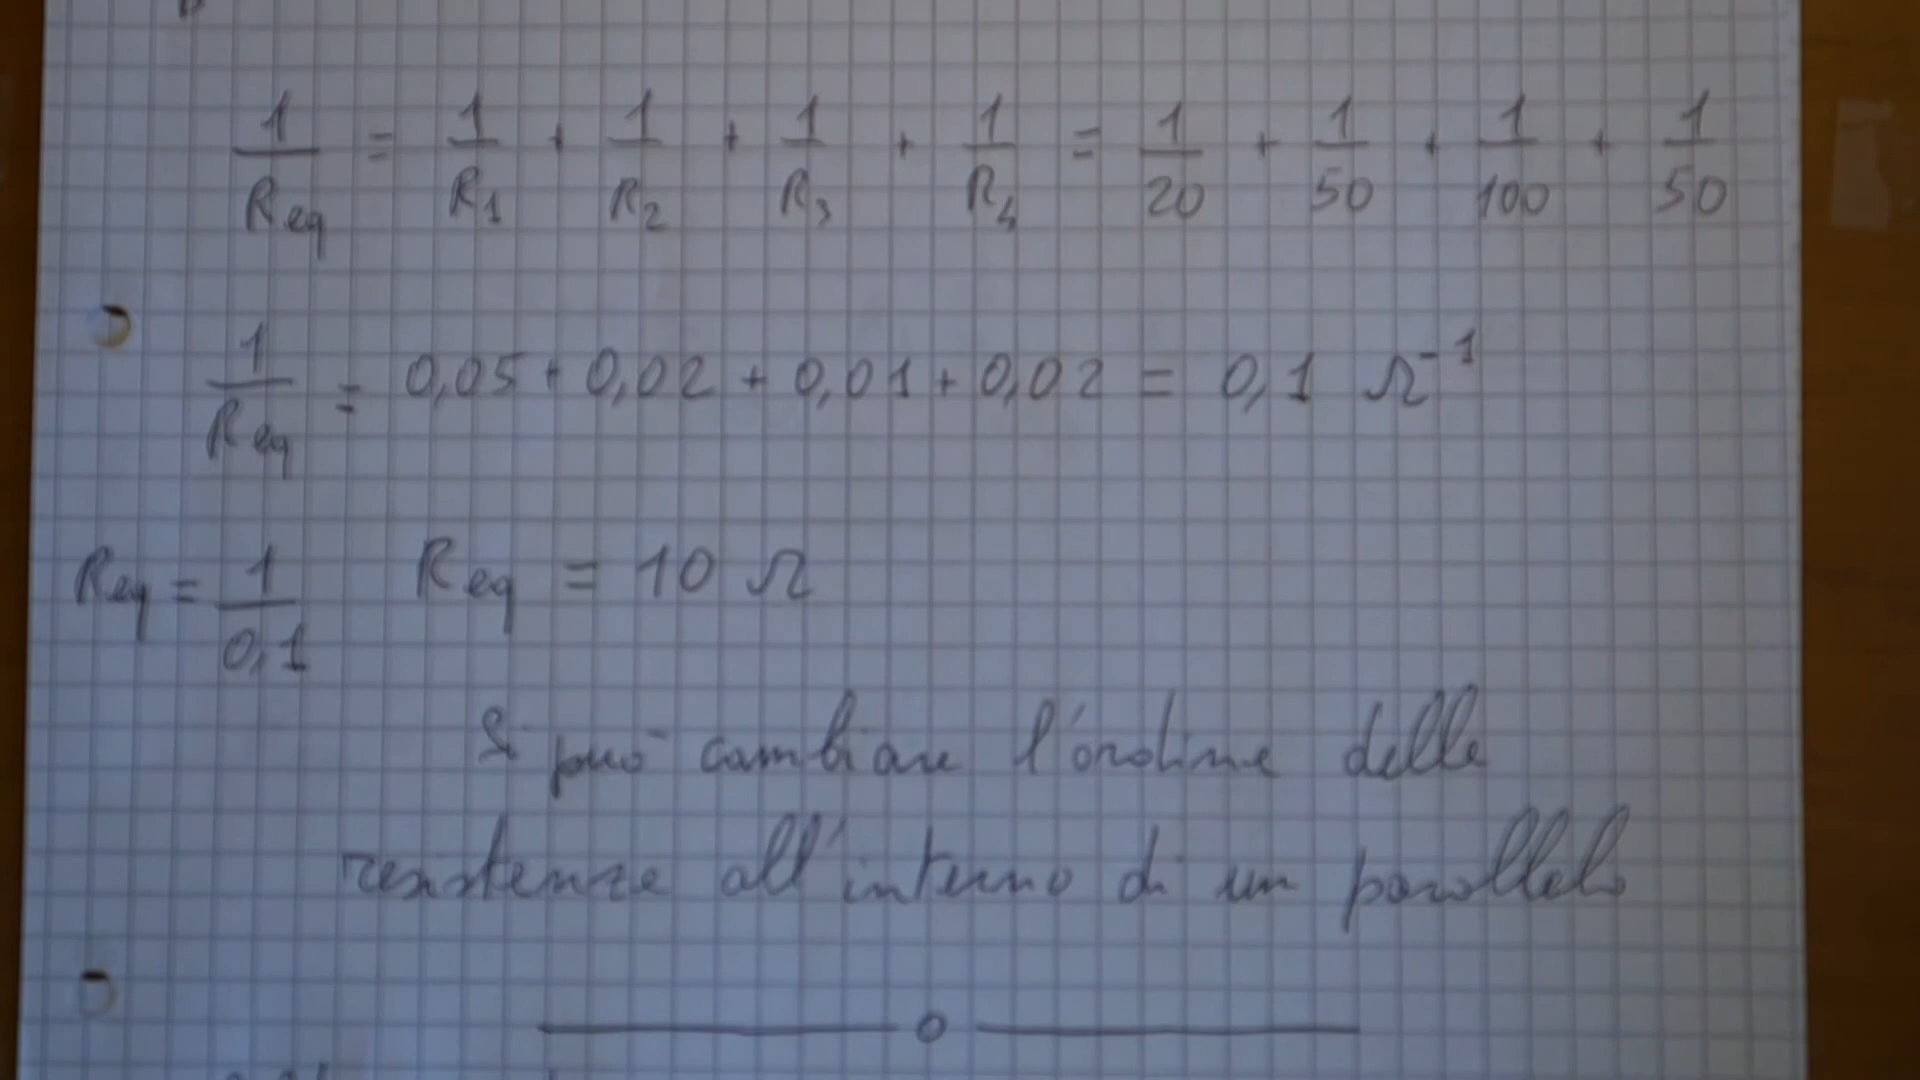 1/Req = 1/R1 + 1/R2 + 1/R3 + 1/R4 = 1/20 + 1/50 + 1/100 + 1/50
1/Req = 0,05 + 0,02 + 0,01 + 0,02 = 0,1 Ω⁻¹
Req = 1/0,1 Req = 10 Ω
Si può cambiare l'ordine delle
resistenze all'interno di un parallelo